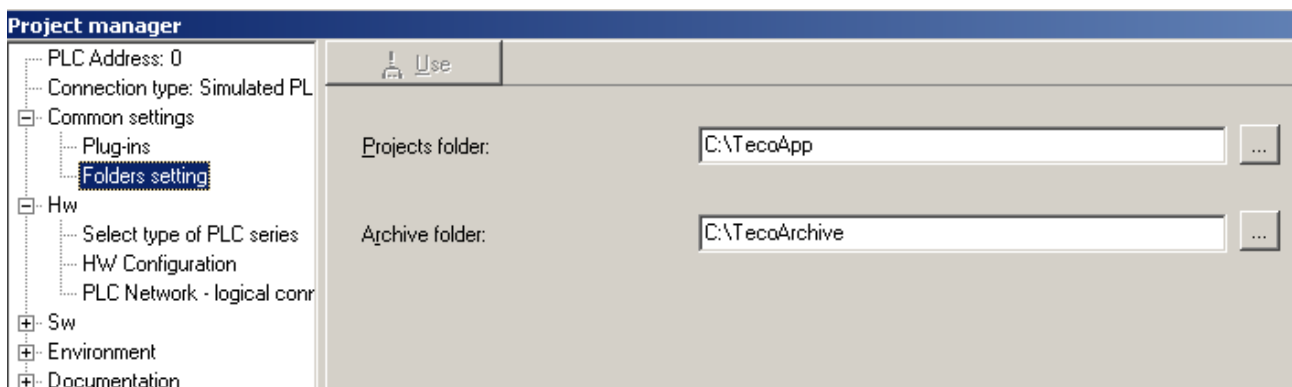 Project manager
PLC Address: 0
Connection type: Simulated PL
Common settings
Plug-ins
Folders setting
Hw
Select type of PLC series
HW Configuration
PLC Network - logical conr
Sw
Environment
Documentation
Use
Projects folder:
C:\TecoApp
...
Archive folder:
C:\TecoArchive
...